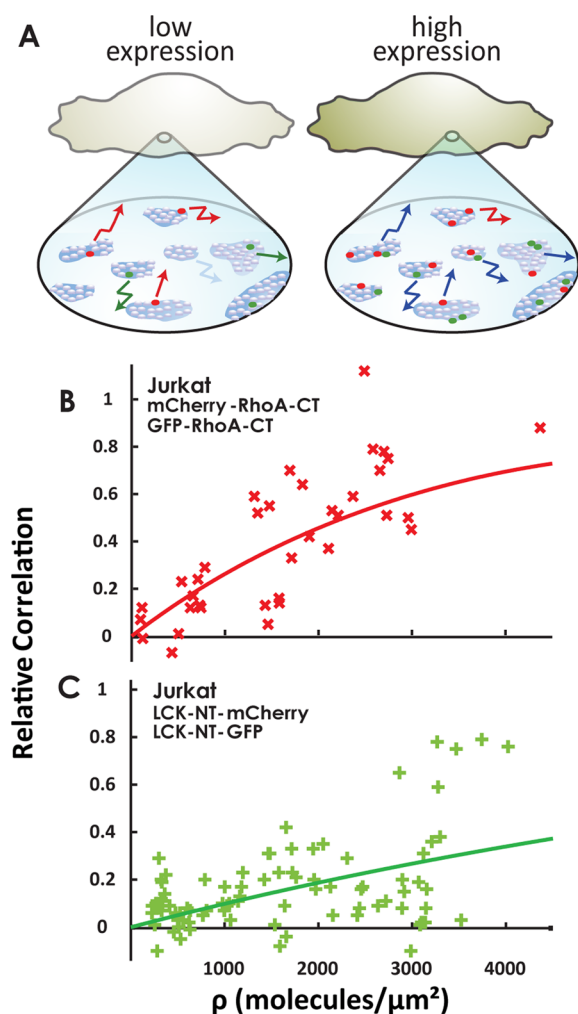 A
low
expression
high
expression
B
Jurkat
mCherry-RhoA-CT
GFP-RhoA-CT
1
0.8
0.6
0.4
0.2
0
C
Jurkat
LCK-NT-mCherry
LCK-NT-GFP
1
0.8
0.6
0.4
0.2
0
Relative Correlation
1000 2000 3000 4000
ρ (molecules/μm²)